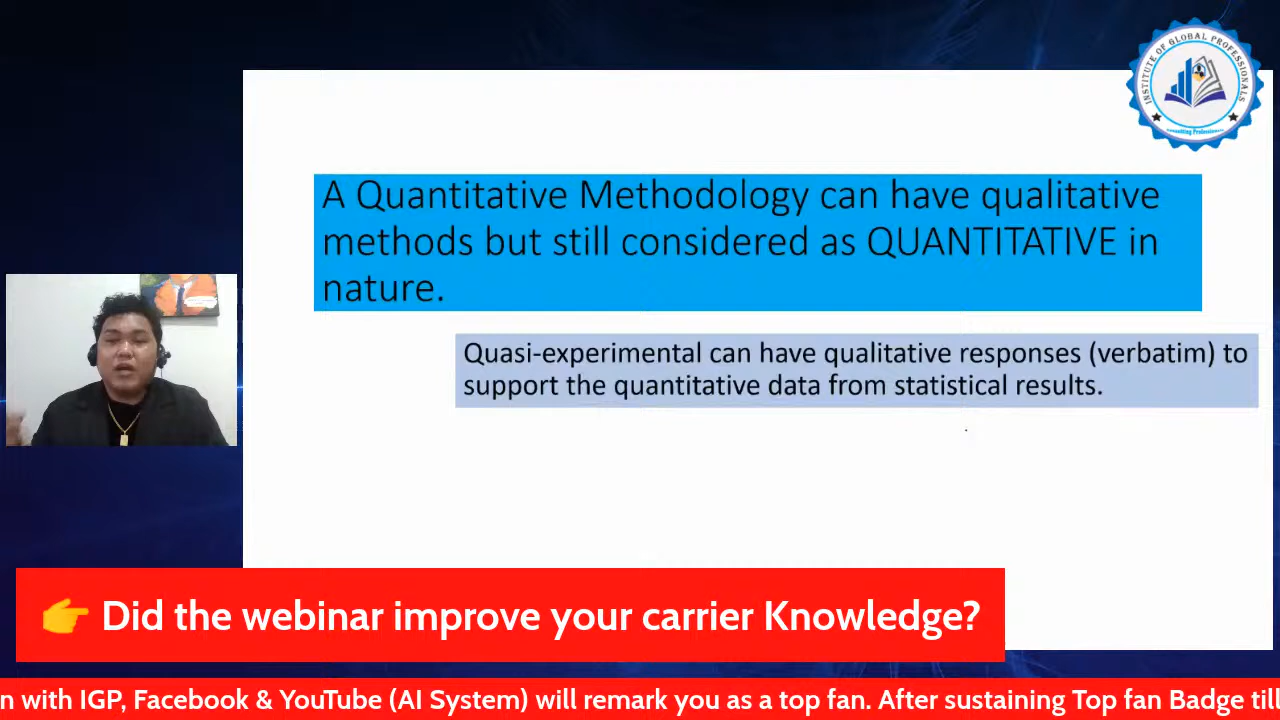 INSTITUTE OF GLOBAL PROFESSIONALS
A Quantitative Methodology can have qualitative
methods but still considered as QUANTITATIVE in
nature.
Quasi-experimental can have qualitative responses (verbatim) to
support the quantitative data from statistical results.
👉 Did the webinar improve your carrier Knowledge?
n with IGP, Facebook & YouTube (AI System) will remark you as a top fan. After sustaining Top fan Badge till